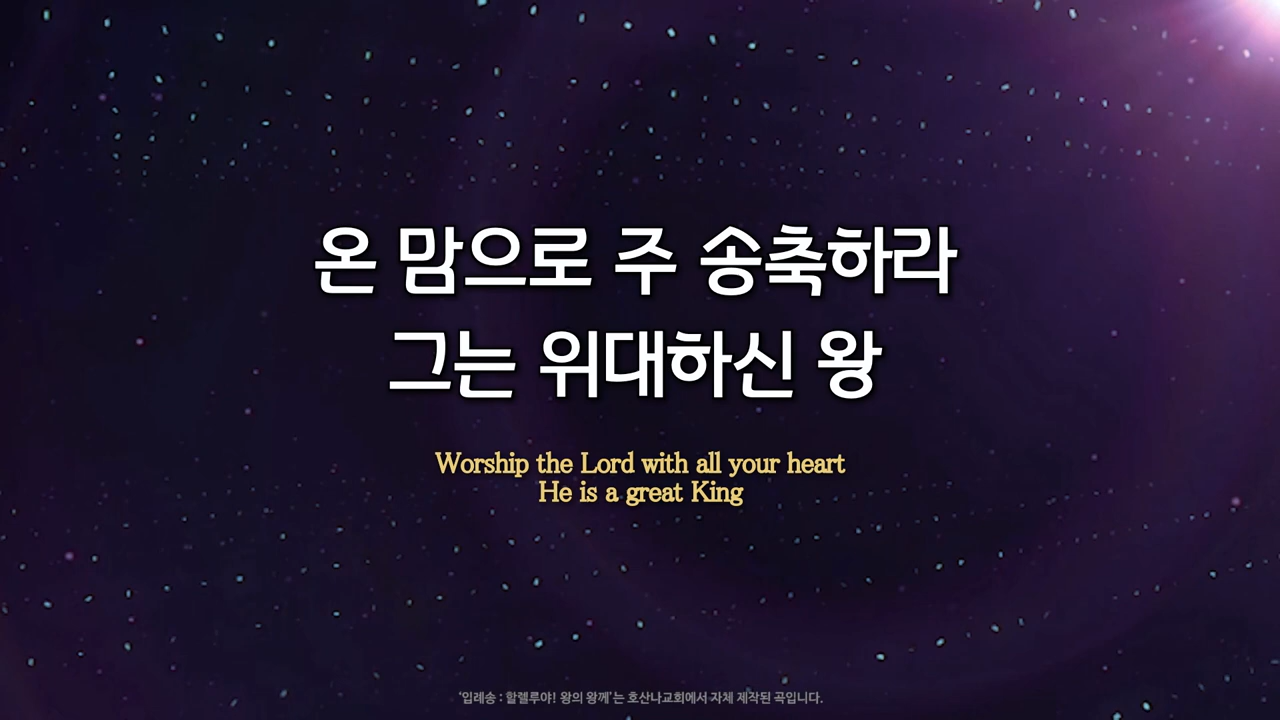 온 맘으로 주 송축하라
그는 위대하신 왕
Worship the Lord with all your heart
He is a great King
'입례송 : 할렐루야! 왕의 왕께'는 호산나교회에서 자체 제작된 곡입니다.